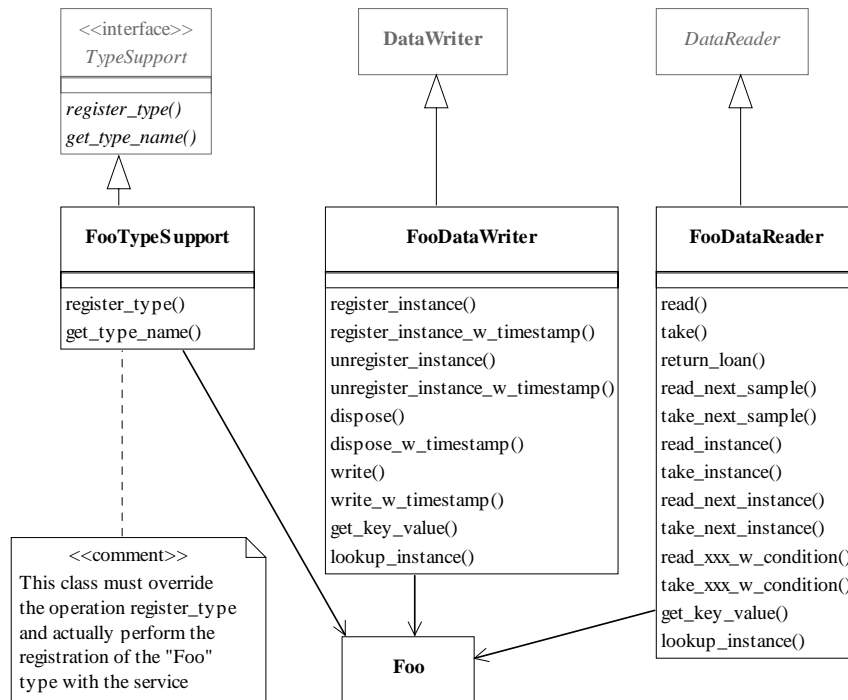 <<interface>>
TypeSupport
register_type()
get_type_name()
DataWriter
DataReader
FooTypeSupport
register_type()
get_type_name()
FooDataWriter
register_instance()
register_instance_w_timestamp()
unregister_instance()
unregister_instance_w_timestamp()
dispose()
dispose_w_timestamp()
write()
write_w_timestamp()
get_key_value()
lookup_instance()
FooDataReader
read()
take()
return_loan()
read_next_sample()
take_next_sample()
read_instance()
take_instance()
read_next_instance()
take_next_instance()
read_xxx_w_condition()
take_xxx_w_condition()
get_key_value()
lookup_instance()
<<comment>>
This class must override
the operation register_type
and actually perform the
registration of the "Foo"
type with the service
Foo